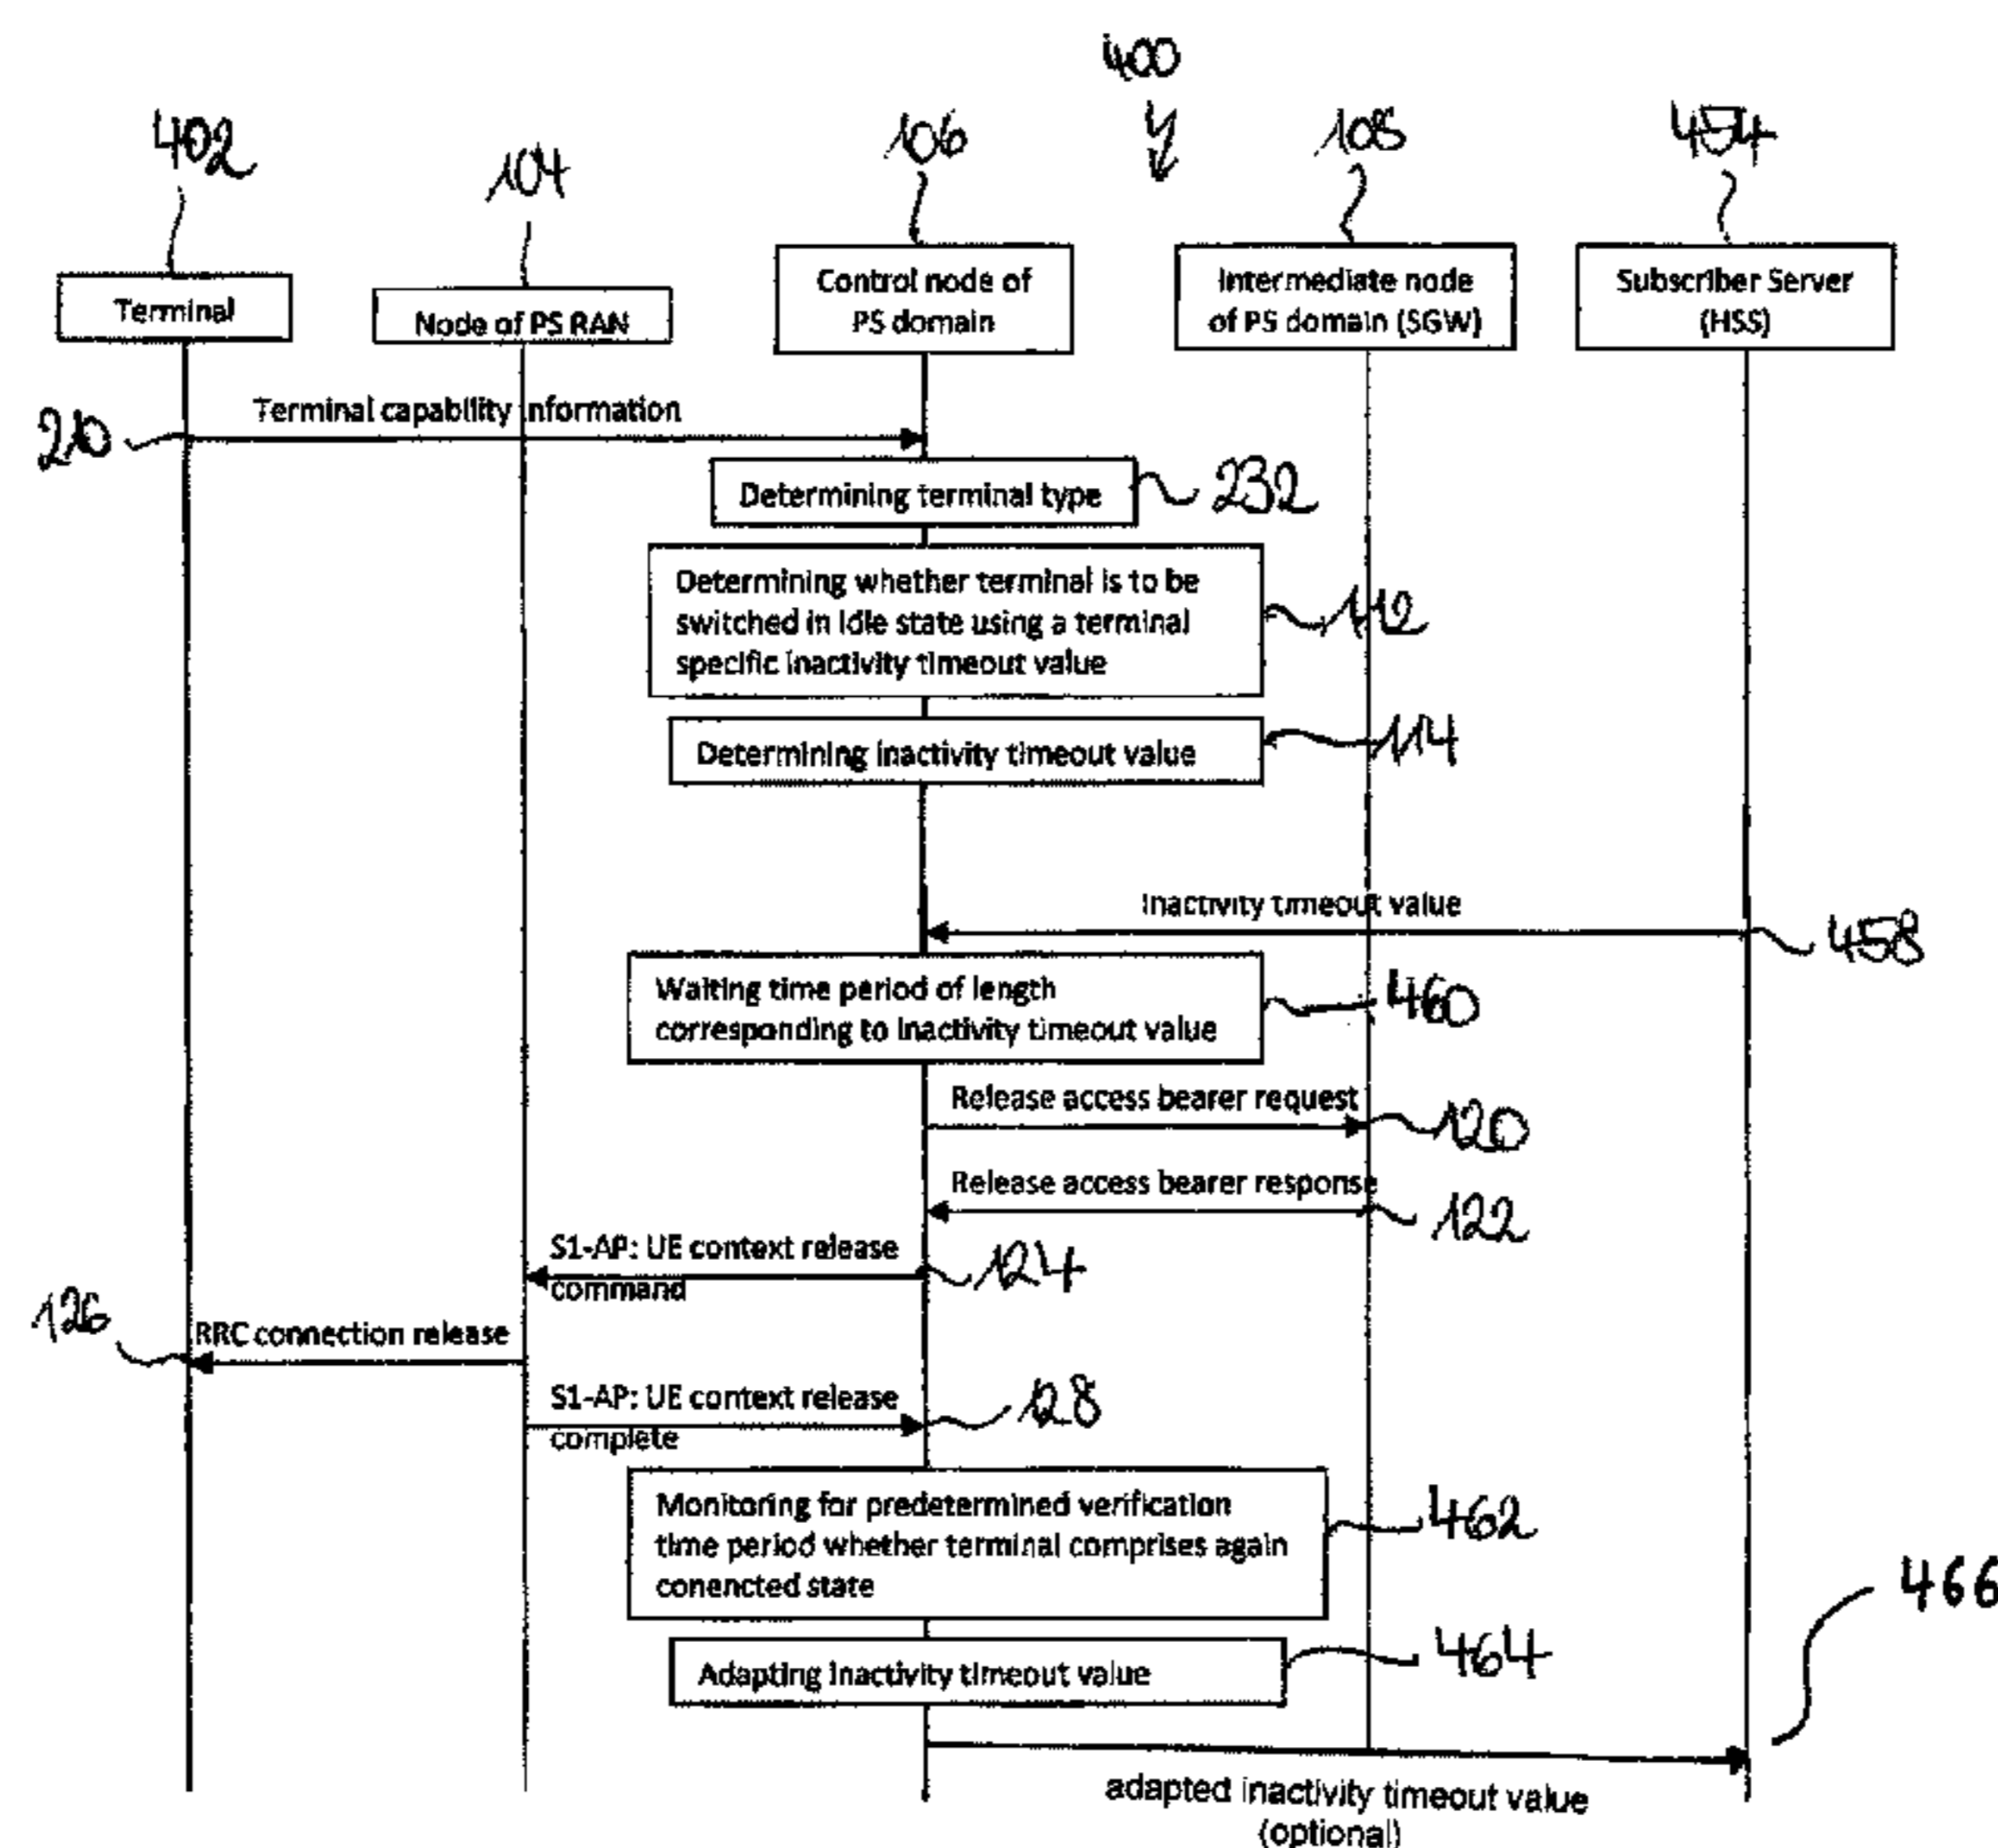 400
402
104
106
108
454
Terminal
Node of PS RAN
Control node of
PS domain
Intermediate node
of PS domain (SGW)
Subscriber Server
(HSS)
Terminal capability information
210
Determining terminal type
232
Determining whether terminal is to be
switched in idle state using a terminal
specific inactivity timeout value
112
Determining inactivity timeout value
114
Inactivity timeout value
458
Waiting time period of length
corresponding to inactivity timeout value
460
Release access bearer request
120
Release access bearer response
122
S1-AP: UE context release
command
124
126
RRC connection release
S1-AP: UE context release
complete
128
Monitoring for predetermined verification
time period whether terminal comprises again
conencted state
462
Adapting inactivity timeout value
464
466
adapted inactivity timeout value
(optional)